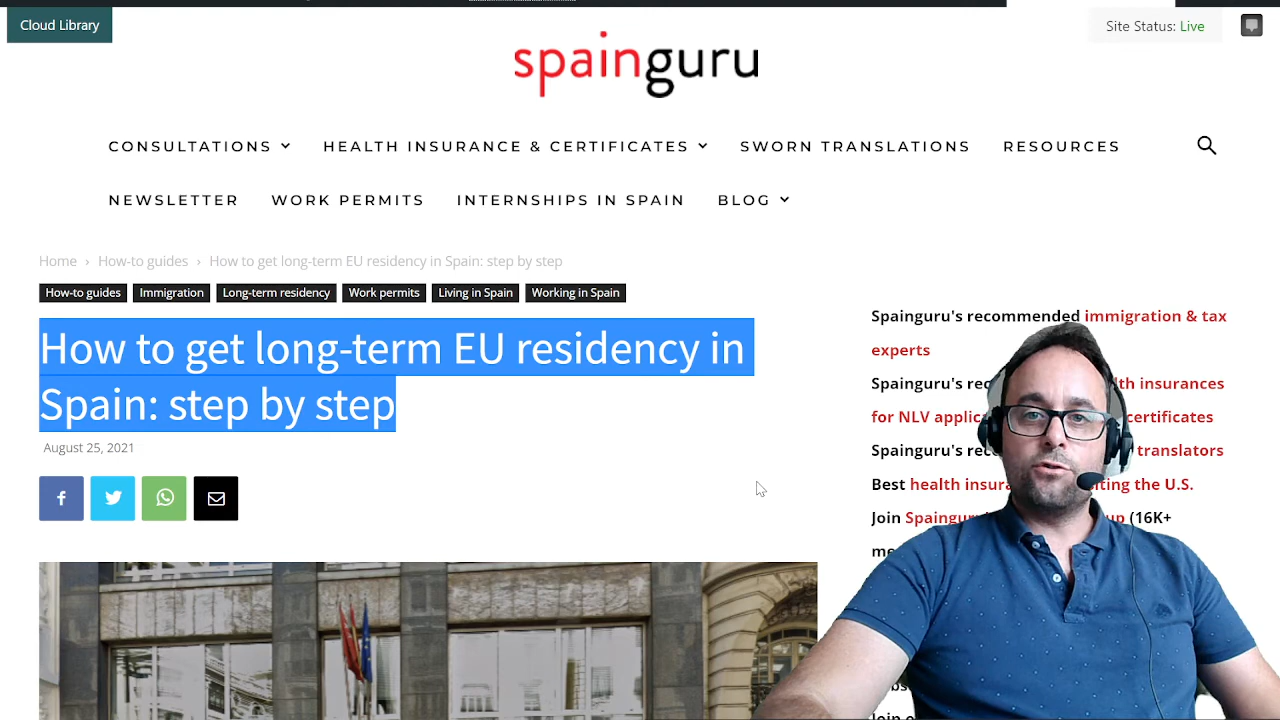 Cloud Library
Site Status: Live
spainguru
CONSULTATIONS
HEALTH INSURANCE & CERTIFICATES
SWORN TRANSLATIONS
RESOURCES
NEWSLETTER
WORK PERMITS
INTERNSHIPS IN SPAIN
BLOG
Home › How-to guides › How to get long-term EU residency in Spain: step by step
How-to guides
Immigration
Long-term residency
Work permits
Living in Spain
Working in Spain
How to get long-term EU residency in
Spain: step by step
August 25, 2021
Spainguru's recommended immigration & tax
experts
Spainguru's insurances
for NLV certificates
Spainguru's translators
Best health the U.S.
Join (16K+